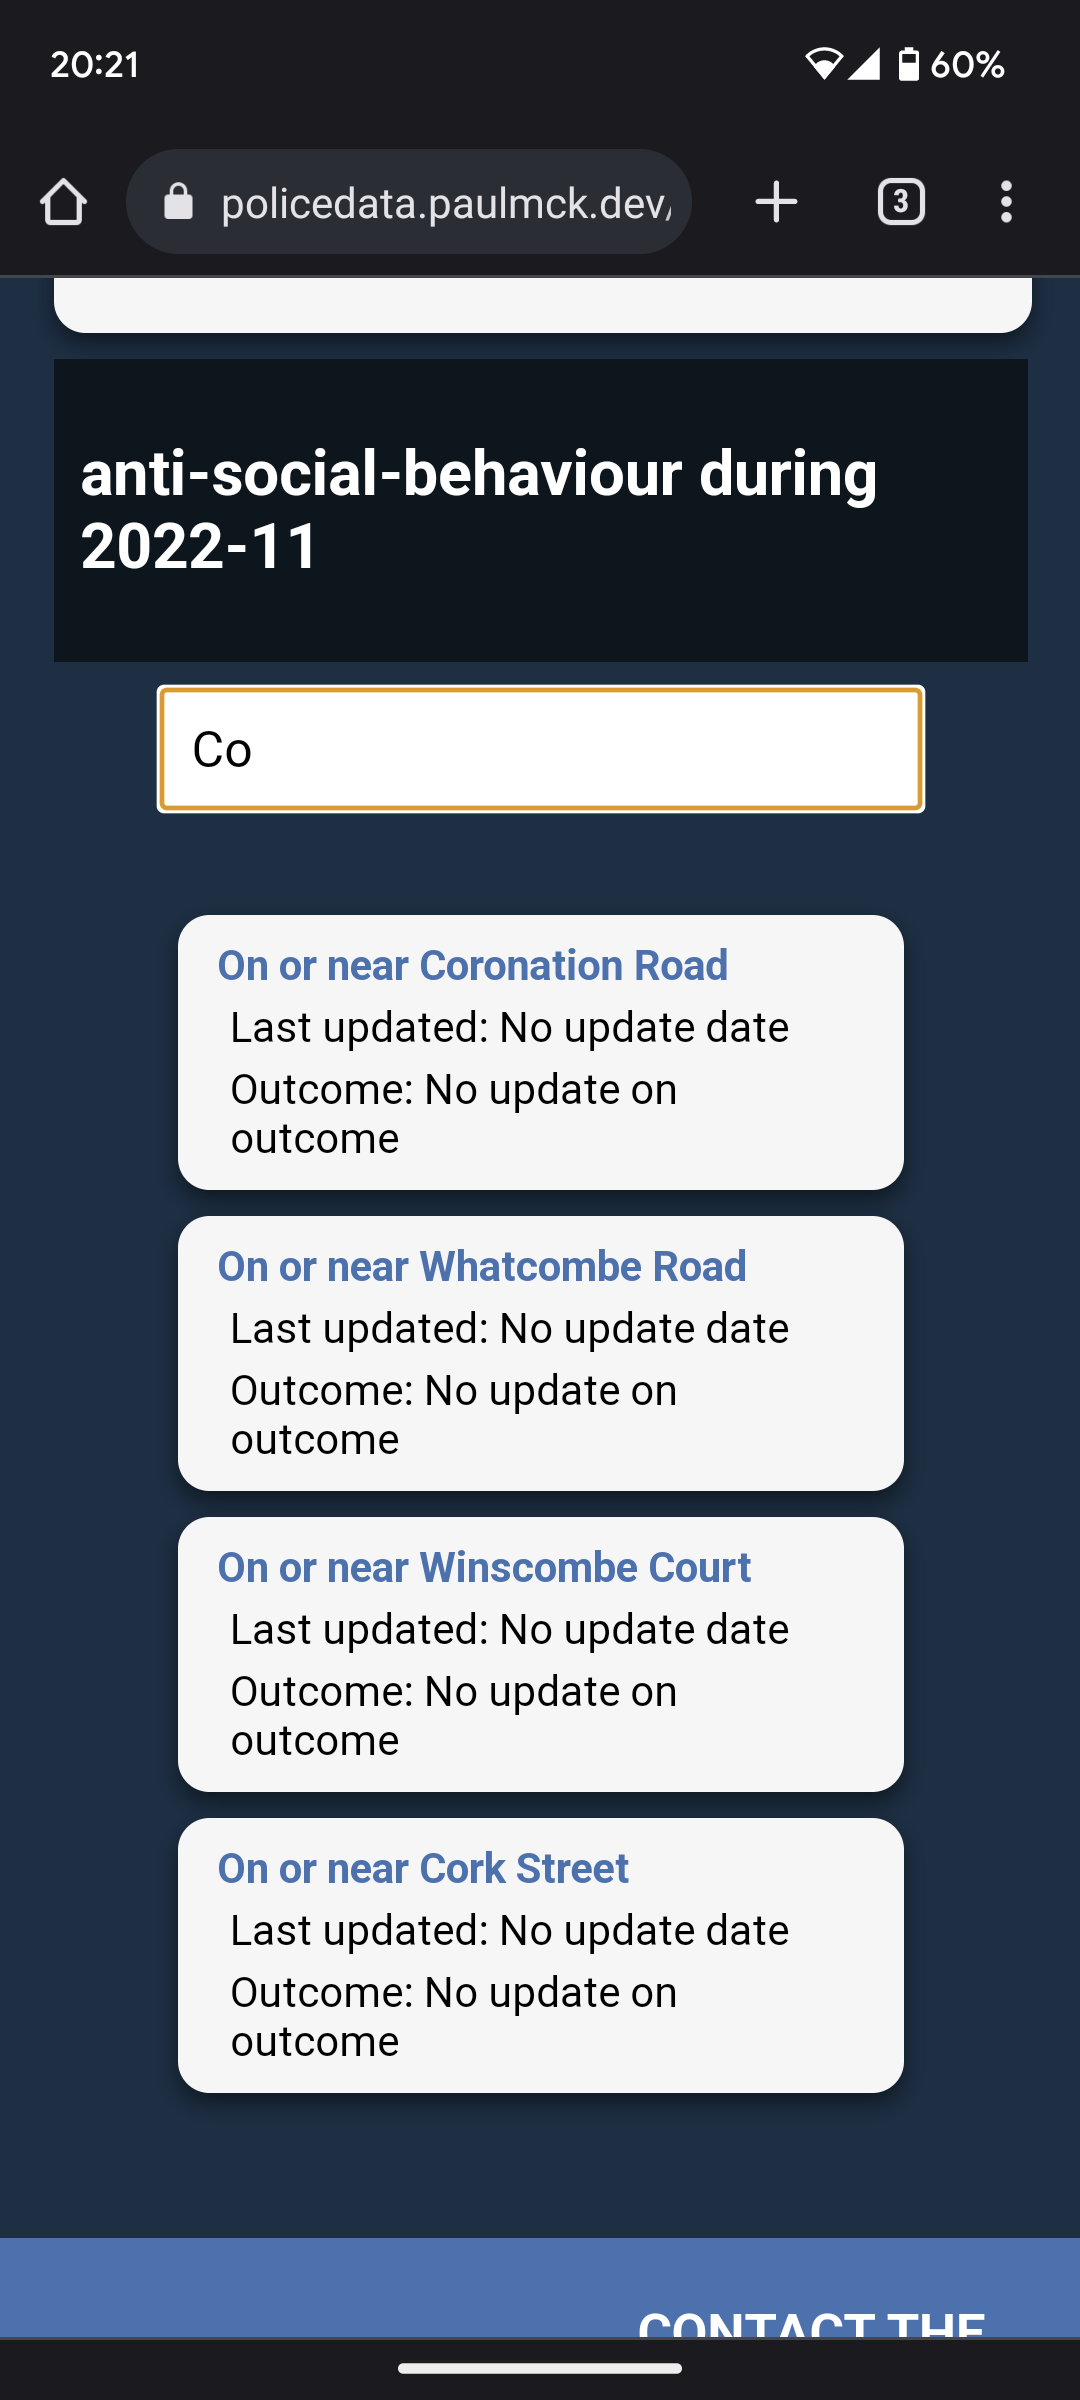 20:21
60%
policedata.paulmck.dev/
3
anti-social-behaviour during
2022-11
Co
On or near Coronation Road
Last updated: No update date
Outcome: No update on
outcome
On or near Whatcombe Road
Last updated: No update date
Outcome: No update on
outcome
On or near Winscombe Court
Last updated: No update date
Outcome: No update on
outcome
On or near Cork Street
Last updated: No update date
Outcome: No update on
outcome
CONTACT THE